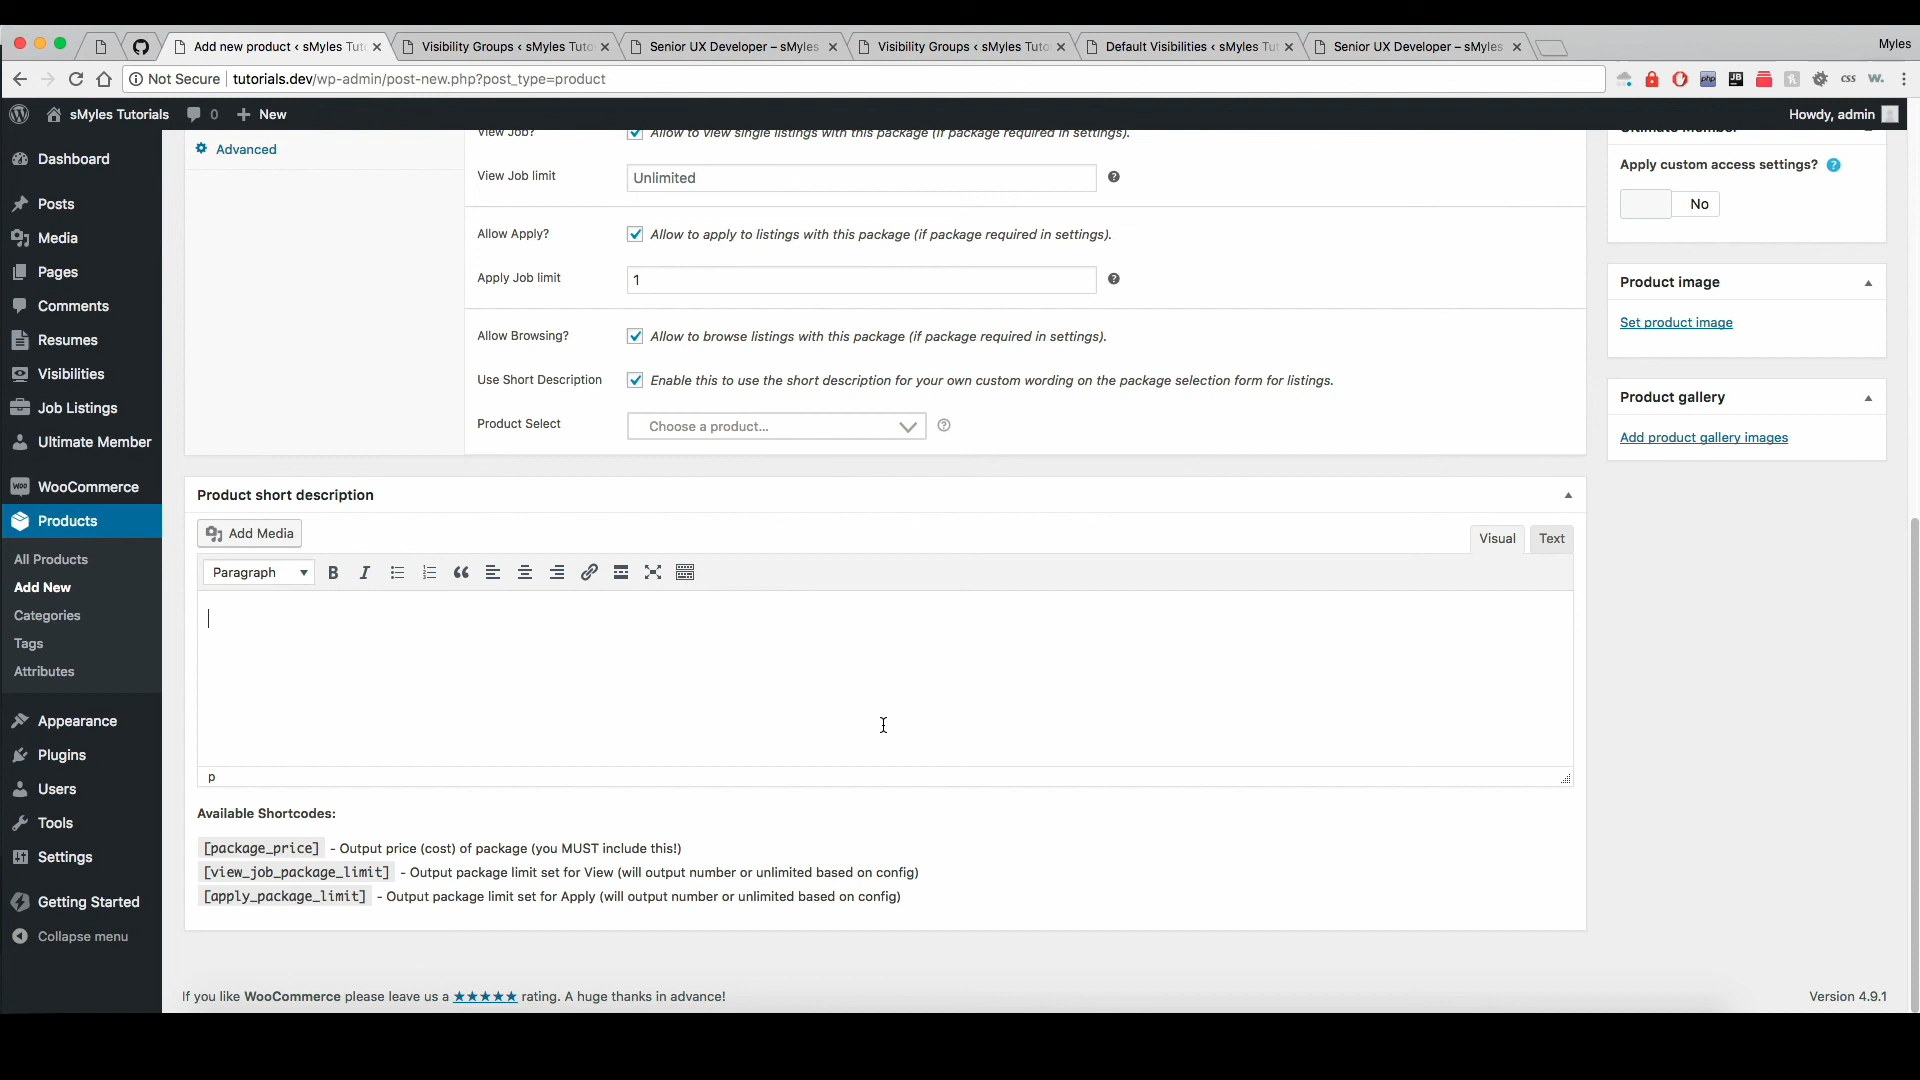 Add new product ‹ sMyles Tuto
Visibility Groups ‹ sMyles Tuto
Senior UX Developer – sMyles
Visibility Groups ‹ sMyles Tuto
Default Visibilities ‹ sMyles Tut
Senior UX Developer – sMyles
Myles
Not Secure
tutorials.dev/wp-admin/post-new.php?post_type=product
php
JB
css
w.
sMyles Tutorials
0
+ New
Howdy, admin
Dashboard
Posts
Media
Pages
Comments
Resumes
Visibilities
Job Listings
Ultimate Member
WooCommerce
Products
All Products
Add New
Categories
Tags
Attributes
Appearance
Plugins
Users
Tools
Settings
Getting Started
Collapse menu
Advanced
View Job?
Allow to view single listings with this package (if package required in settings).
View Job limit
Unlimited
Allow Apply?
Allow to apply to listings with this package (if package required in settings).
Apply Job limit
1
Allow Browsing?
Allow to browse listings with this package (if package required in settings).
Use Short Description
Enable this to use the short description for your own custom wording on the package selection form for listings.
Product Select
Choose a product...
Product short description
Add Media
Visual
Text
Paragraph
B
I
p
Available Shortcodes:
[package_price] - Output price (cost) of package (you MUST include this!)
[view_job_package_limit] - Output package limit set for View (will output number or unlimited based on config)
[apply_package_limit] - Output package limit set for Apply (will output number or unlimited based on config)
Ultimate Member
Apply custom access settings?
No
Product image
Set product image
Product gallery
Add product gallery images
If you like WooCommerce please leave us a ★★★★★ rating. A huge thanks in advance!
Version 4.9.1